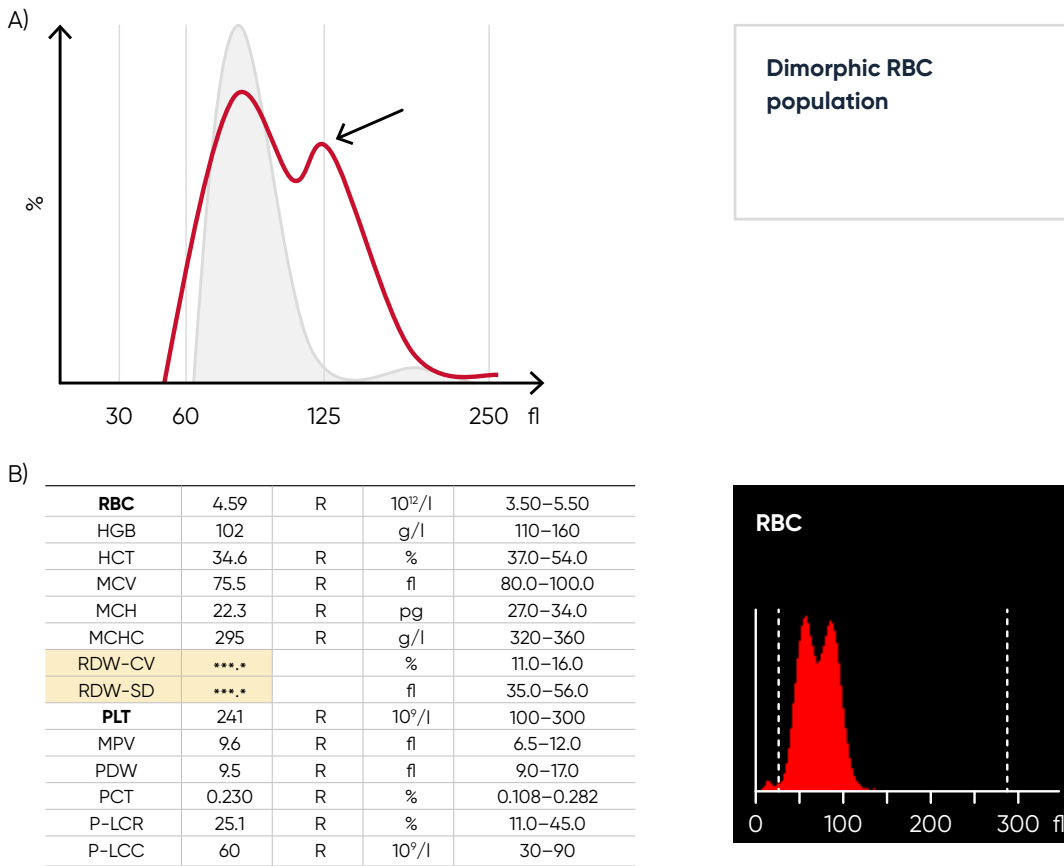 A)
%
30 60 125 250 fl
Dimorphic RBC
population
B)
RBC 4.59 R 10¹²/l 3.50–5.50
HGB 102 g/l 110–160
HCT 34.6 R % 37.0–54.0
MCV 75.5 R fl 80.0–100.0
MCH 22.3 R pg 27.0–34.0
MCHC 295 R g/l 320–360
RDW-CV ***.* % 11.0–16.0
RDW-SD ***.* fl 35.0–56.0
PLT 241 R 10⁹/l 100–300
MPV 9.6 R fl 6.5–12.0
PDW 9.5 R fl 9.0–17.0
PCT 0.230 R % 0.108–0.282
P-LCR 25.1 R % 11.0–45.0
P-LCC 60 R 10⁹/l 30–90
RBC
0 100 200 300 fl